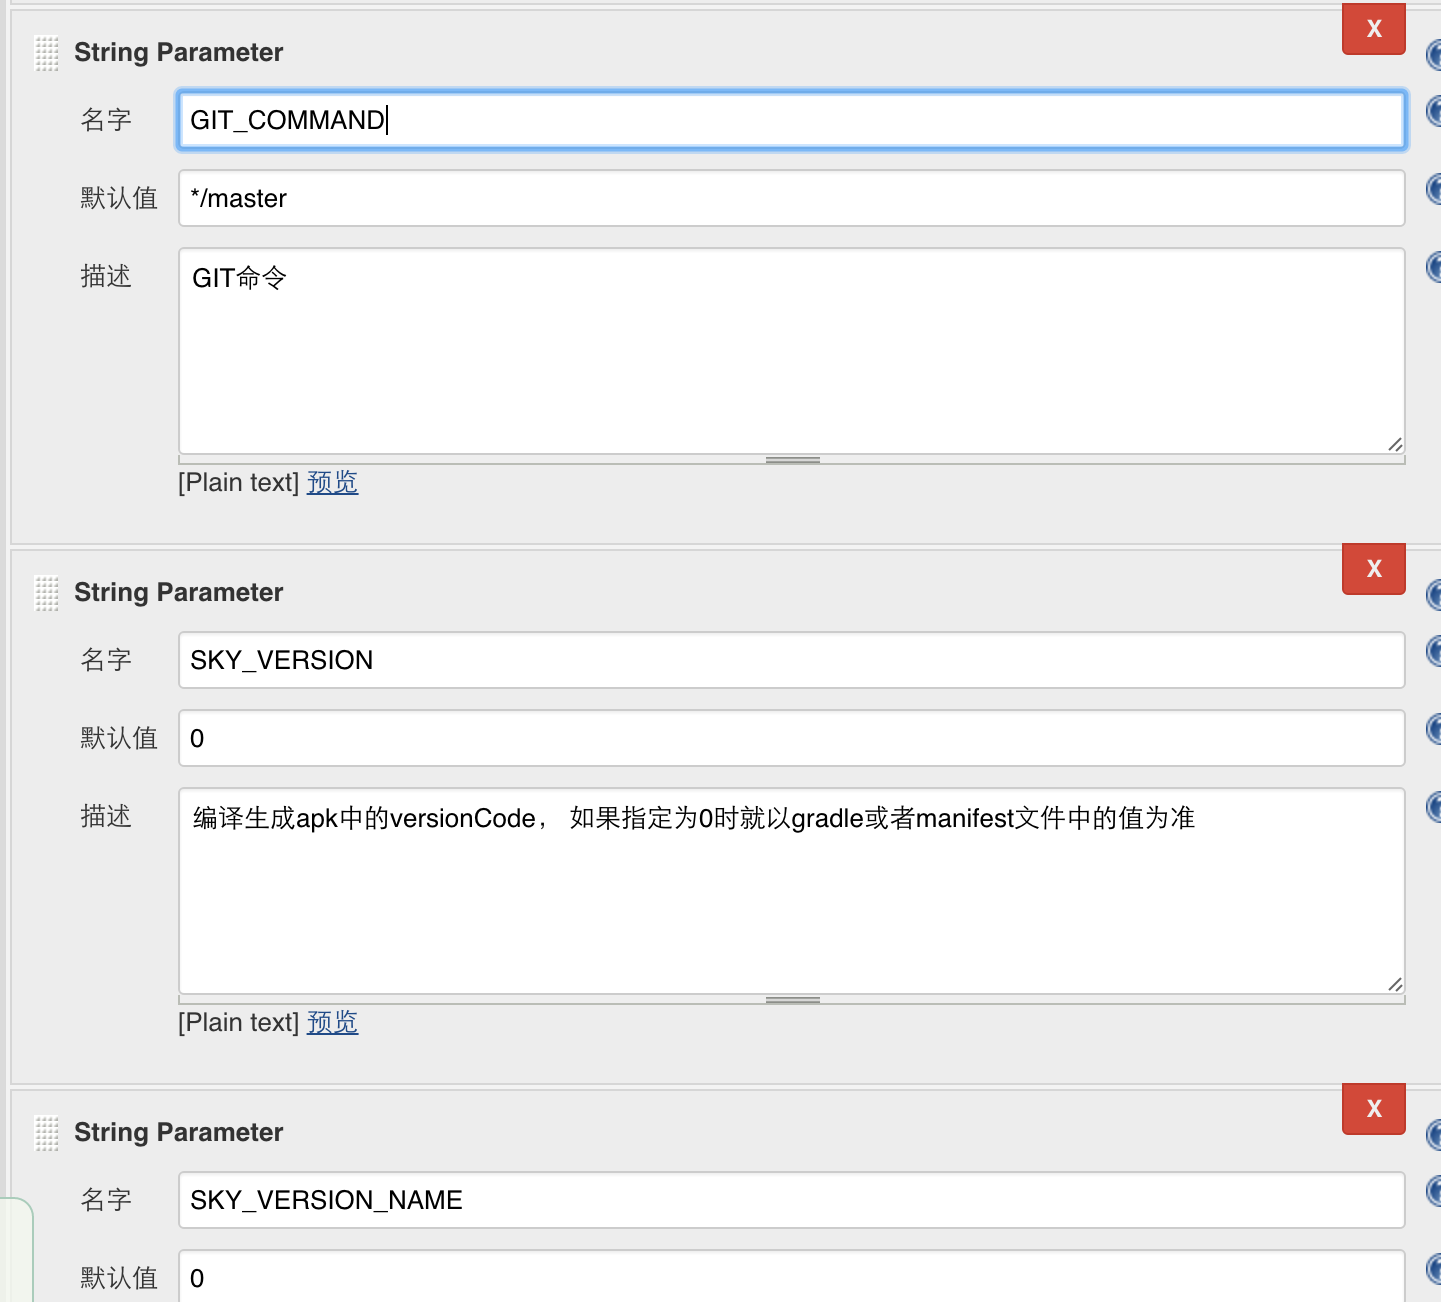 X
String Parameter
名字 GIT_COMMAND
默认值 */master
描述 GIT命令
[Plain text] 预览
X
String Parameter
名字 SKY_VERSION
默认值 0
描述 编译生成apk中的versionCode， 如果指定为0时就以gradle或者manifest文件中的值为准
[Plain text] 预览
X
String Parameter
名字 SKY_VERSION_NAME
默认值 0